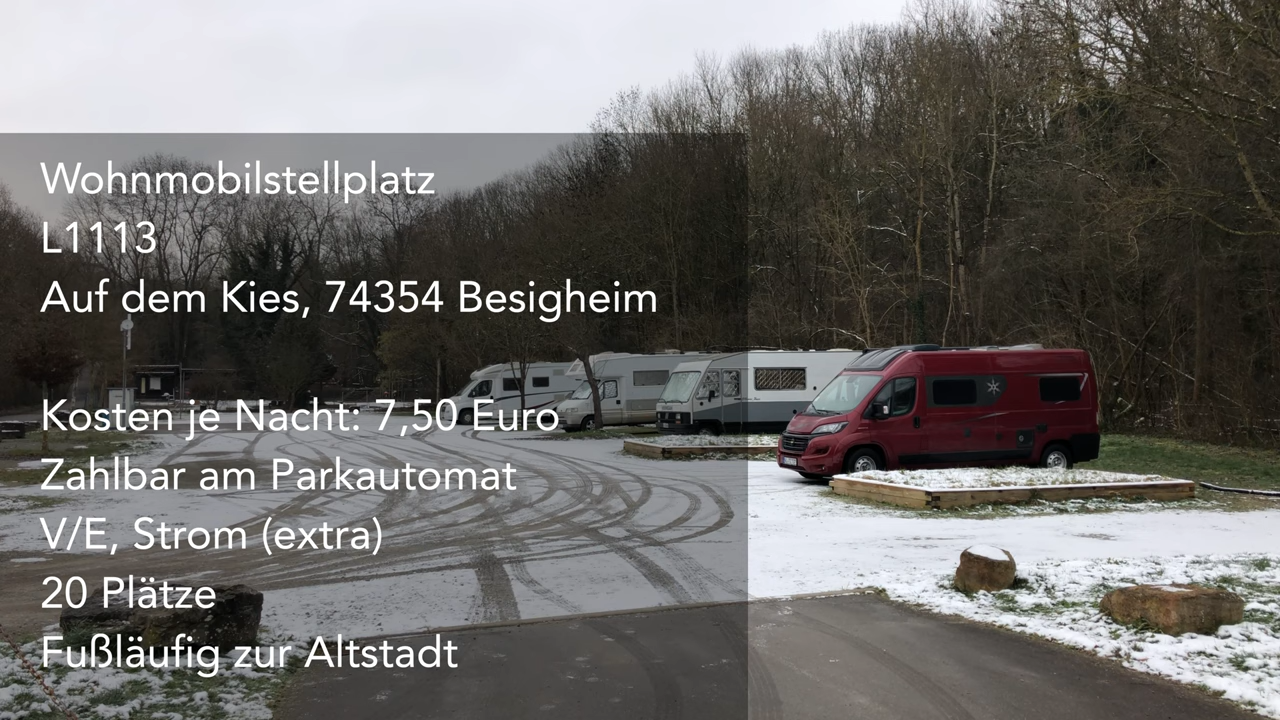 Wohnmobilstellplatz
L1113
Auf dem Kies, 74354 Besigheim
Kosten je Nacht: 7,50 Euro
Zahlbar am Parkautomat
V/E, Strom (extra)
20 Plätze
Fußläufig zur Altstadt